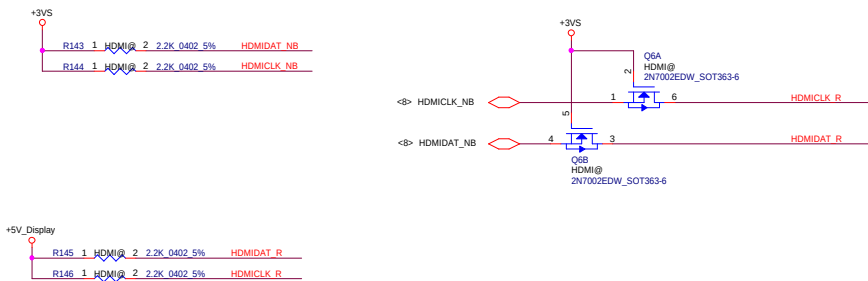 +3VS
R143 1 HDMI@ 2 2.2K_0402_5% HDMIDAT_NB
R144 1 HDMI@ 2 2.2K_0402_5% HDMICLK_NB
+3VS
Q6A
HDMI@
2N7002EDW_SOT363-6
2
<8> HDMICLK_NB 1 6 HDMICLK_R
5
<8> HDMIDAT_NB 4 3 HDMIDAT_R
Q6B
HDMI@
2N7002EDW_SOT363-6
+5V_Display
R145 1 HDMI@ 2 2.2K_0402_5% HDMIDAT_R
R146 1 HDMI@ 2 2.2K_0402_5% HDMICLK_R